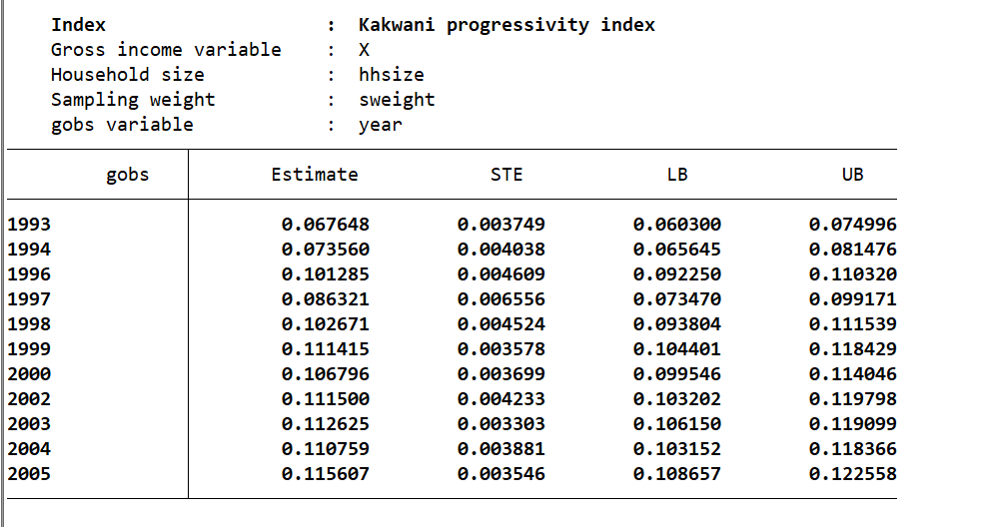 Index : Kakwani progressivity index
Gross income variable : X
Household size : hhsize
Sampling weight : sweight
gobs variable : year
gobs Estimate STE LB UB
1993 0.067648 0.003749 0.060300 0.074996
1994 0.073560 0.004038 0.065645 0.081476
1996 0.101285 0.004609 0.092250 0.110320
1997 0.086321 0.006556 0.073470 0.099171
1998 0.102671 0.004524 0.093804 0.111539
1999 0.111415 0.003578 0.104401 0.118429
2000 0.106796 0.003699 0.099546 0.114046
2002 0.111500 0.004233 0.103202 0.119798
2003 0.112625 0.003303 0.106150 0.119099
2004 0.110759 0.003881 0.103152 0.118366
2005 0.115607 0.003546 0.108657 0.122558